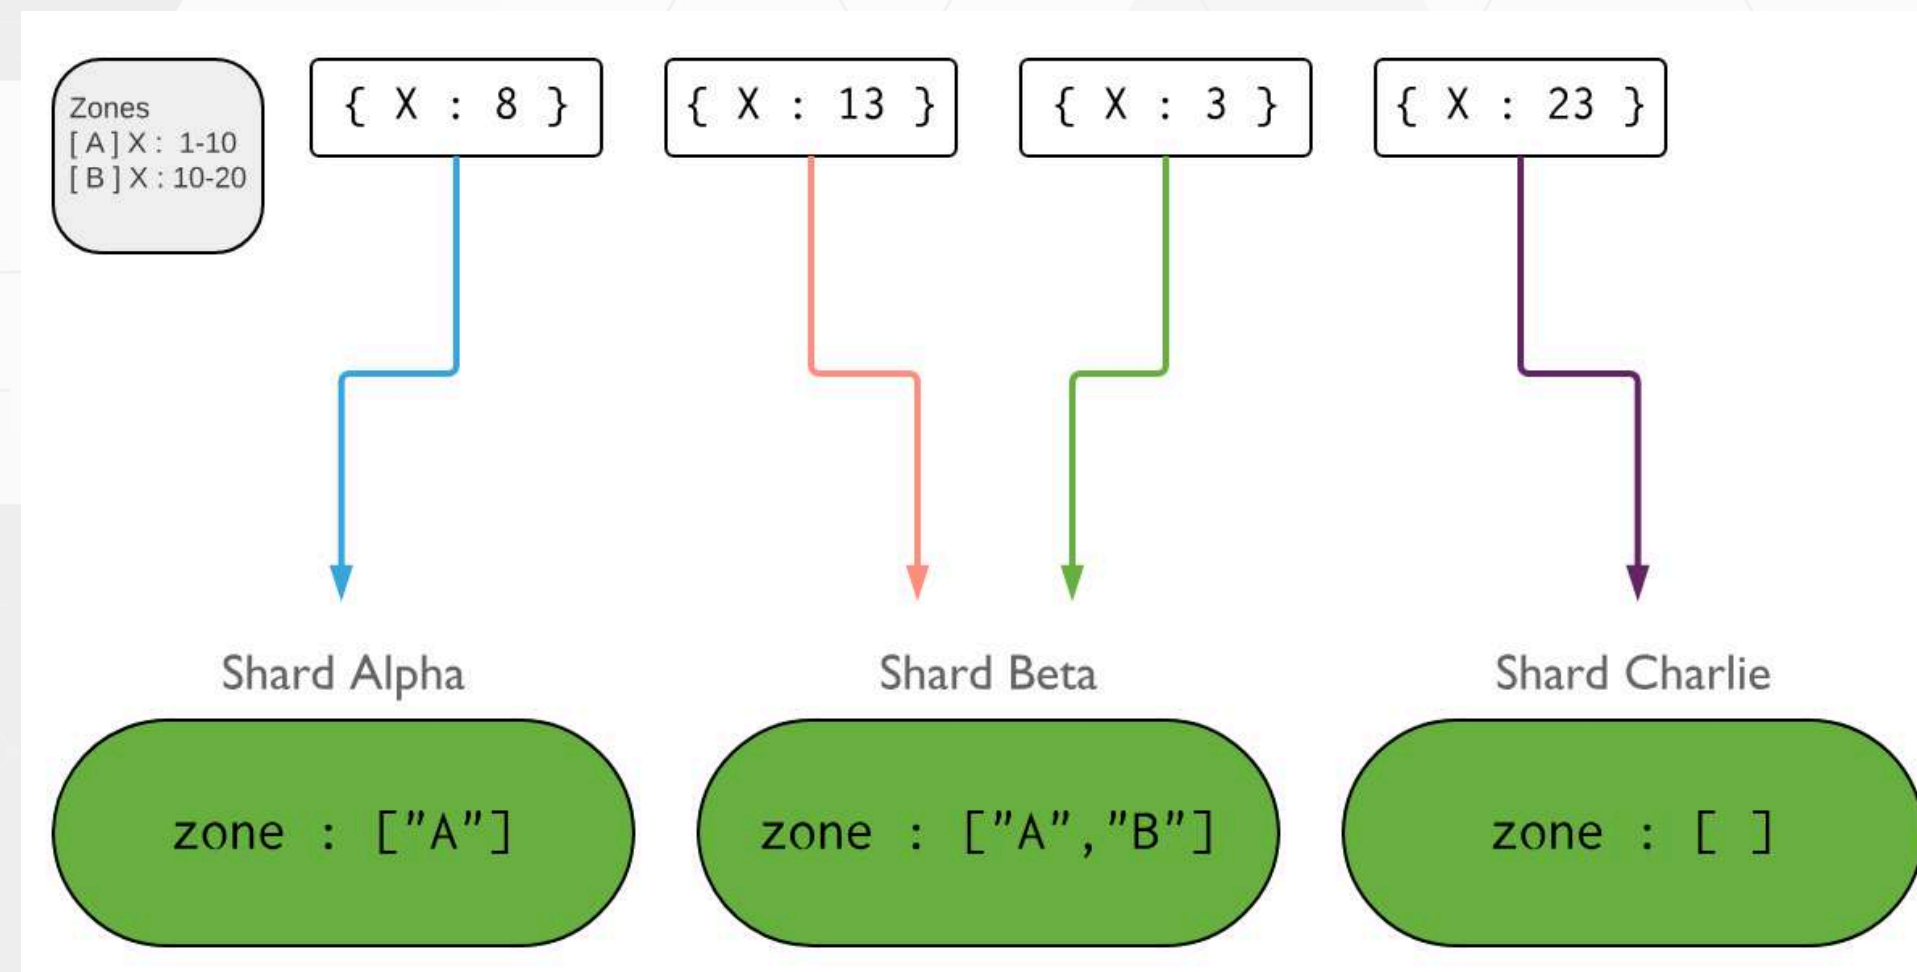 Zones
[ A ] X :  1-10
[ B ] X : 10-20
{ X : 8 }
{ X : 13 }
{ X : 3 }
{ X : 23 }
Shard Alpha
Shard Beta
Shard Charlie
zone : ["A"]
zone : ["A","B"]
zone : [ ]